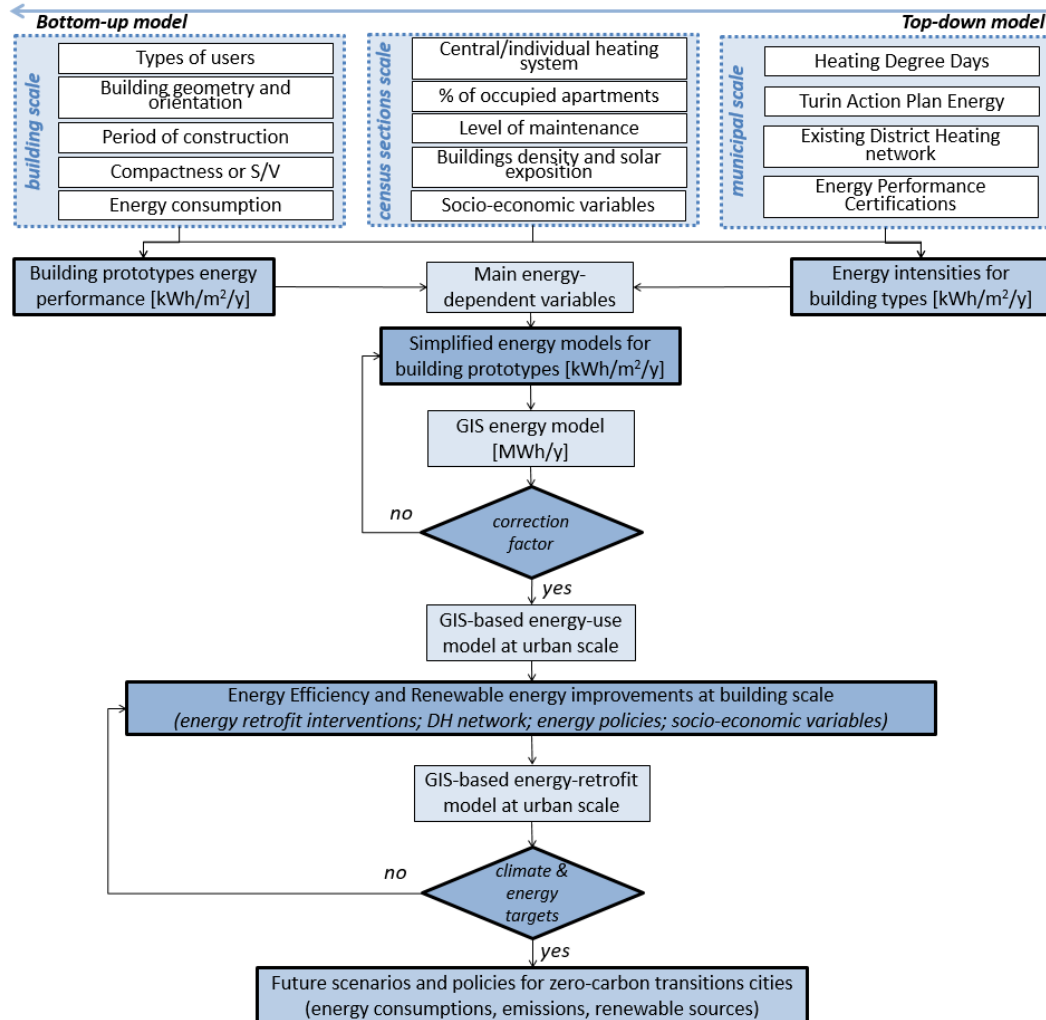 Bottom-up model
Top-down model
building scale
Types of users
Building geometry and
orientation
Period of construction
Compactness or S/V
Energy consumption
census sections scale
Central/individual heating
system
% of occupied apartments
Level of maintenance
Buildings density and solar
exposition
Socio-economic variables
municipal scale
Heating Degree Days
Turin Action Plan Energy
Existing District Heating
network
Energy Performance
Certifications
Building prototypes energy
performance [kWh/m²/y]
Main energy-
dependent variables
Energy intensities for
building types [kWh/m²/y]
Simplified energy models for
building prototypes [kWh/m²/y]
GIS energy model
[MWh/y]
no
correction
factor
yes
GIS-based energy-use
model at urban scale
Energy Efficiency and Renewable energy improvements at building scale
(energy retrofit interventions; DH network; energy policies; socio-economic variables)
GIS-based energy-retrofit
model at urban scale
no
climate &
energy
targets
yes
Future scenarios and policies for zero-carbon transitions cities
(energy consumptions, emissions, renewable sources)